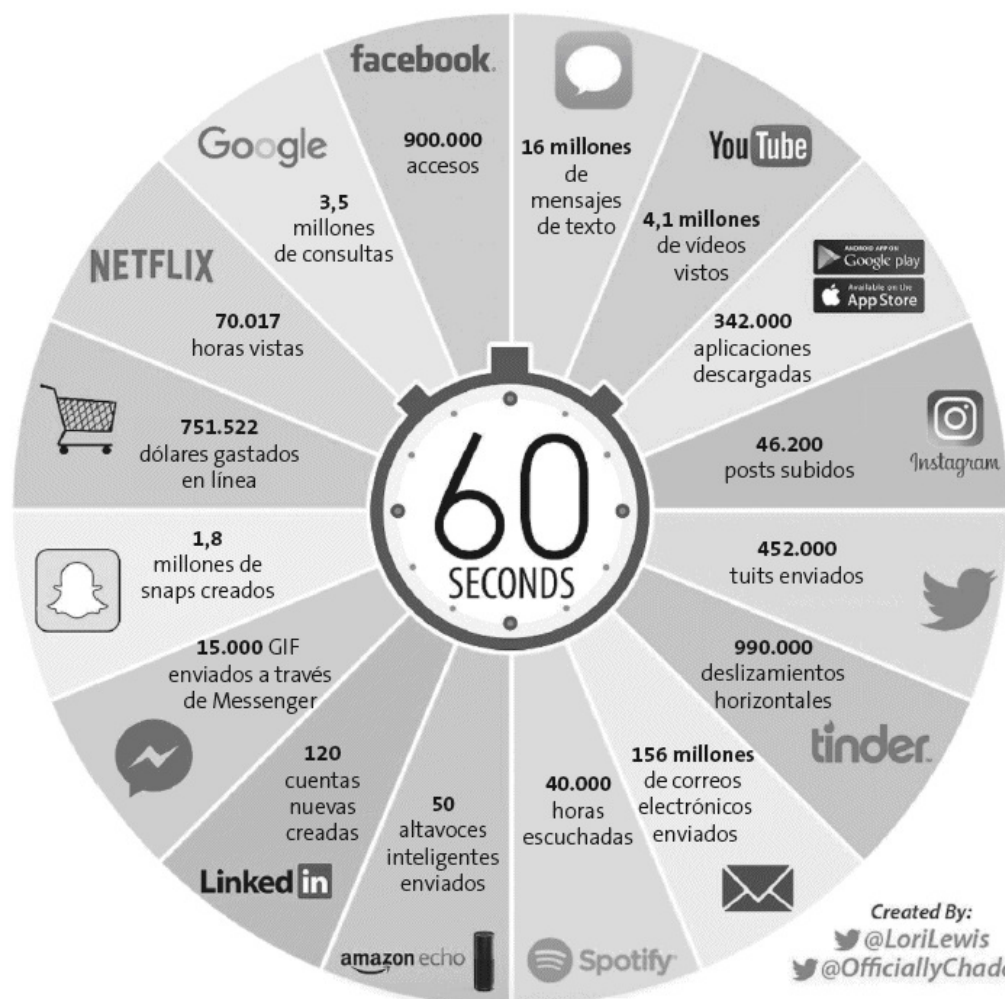 facebook.
900.000
accesos
16 millones
de
mensajes
de texto
YouTube
4,1 millones
de vídeos
vistos
ANDROID APP ON
Google play
Available on the
App Store
342.000
aplicaciones
descargadas
Instagram
46.200
posts subidos
452.000
tuits enviados
990.000
deslizamientos
horizontales
tinder
156 millones
de correos
electrónicos
enviados
40.000
horas
escuchadas
Spotify
50
altavoces
inteligentes
enviados
amazon echo
120
cuentas
nuevas
creadas
Linked in
15.000 GIF
enviados a través
de Messenger
1,8
millones de
snaps creados
751.522
dólares gastados
en línea
NETFLIX
70.017
horas vistas
Google
3,5
millones
de consultas
60
SECONDS
Created By:
@LoriLewis
@OfficiallyChadd